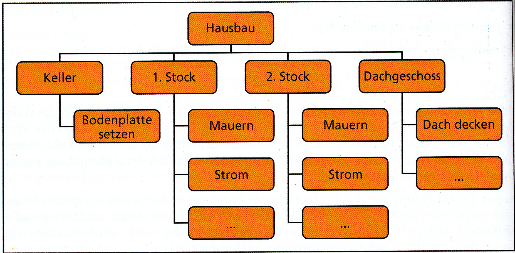 Hausbau
Keller
1. Stock
2. Stock
Dachgeschoss
Bodenplatte
setzen
Mauern
Mauern
Dach decken
Strom
Strom
...
...
...